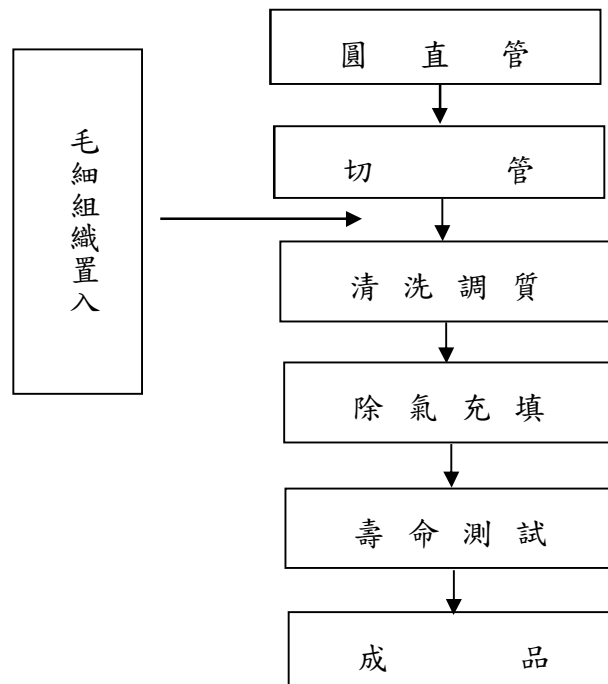 圓直管
毛細組織置入
切管
清洗調質
除氣充填
壽命測試
成品